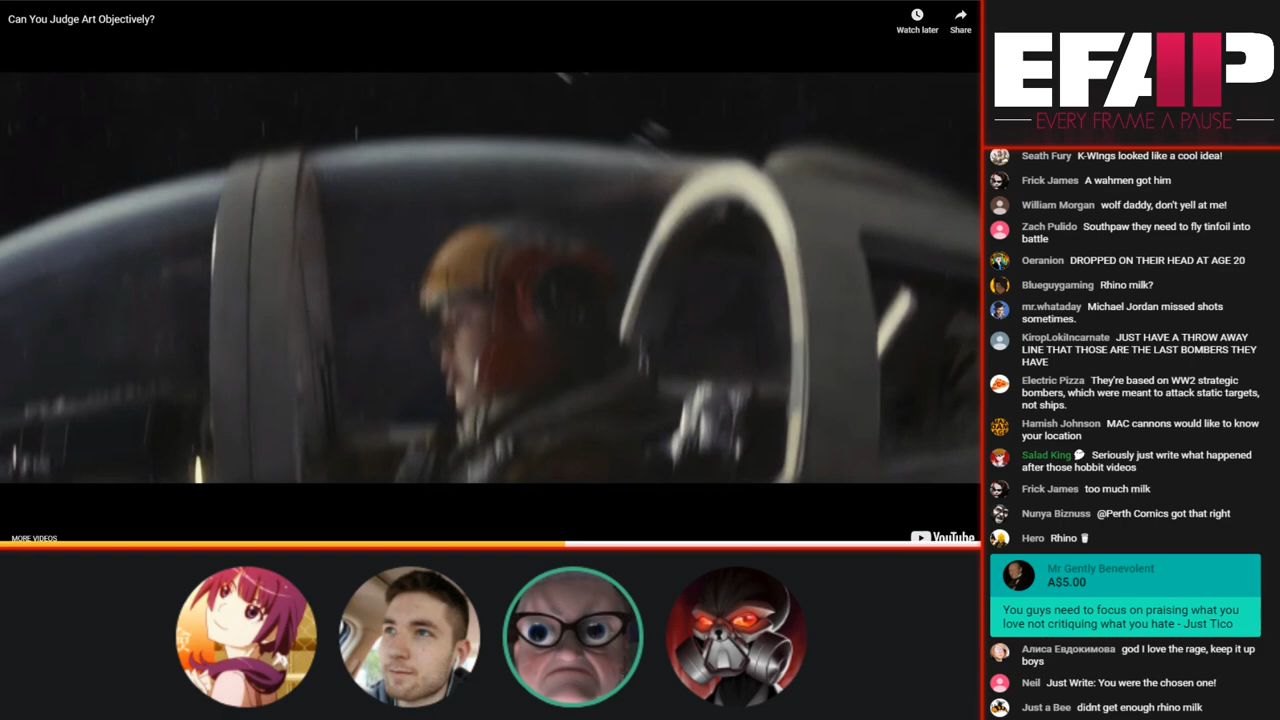 Can You Judge Art Objectively?
Watch later
Share
MORE VIDEOS
YouTube
EFAP
EVERY FRAME A PAUSE
Seath Fury K-WIngs looked like a cool idea!
Frick James A wahmen got him
William Morgan wolf daddy, don't yell at me!
Zach Pulido Southpaw they need to fly tinfoil into
battle
Oeranion DROPPED ON THEIR HEAD AT AGE 20
Blueguygaming Rhino milk?
mr.whataday Michael Jordan missed shots
sometimes.
KiropLokiIncarnate JUST HAVE A THROW AWAY
LINE THAT THOSE ARE THE LAST BOMBERS THEY
HAVE
Electric Pizza They're based on WW2 strategic
bombers, which were meant to attack static targets,
not ships.
Hamish Johnson MAC cannons would like to know
your location
Salad King Seriously just write what happened
after those hobbit videos
Frick James too much milk
Nunya Biznuss @Perth Comics got that right
Hero Rhino
Mr Gently Benevolent
A$5.00
You guys need to focus on praising what you
love not critiquing what you hate - Just Tico
Алиса Евдокимова god I love the rage, keep it up
boys
Neil Just Write: You were the chosen one!
Just a Bee didnt get enough rhino milk